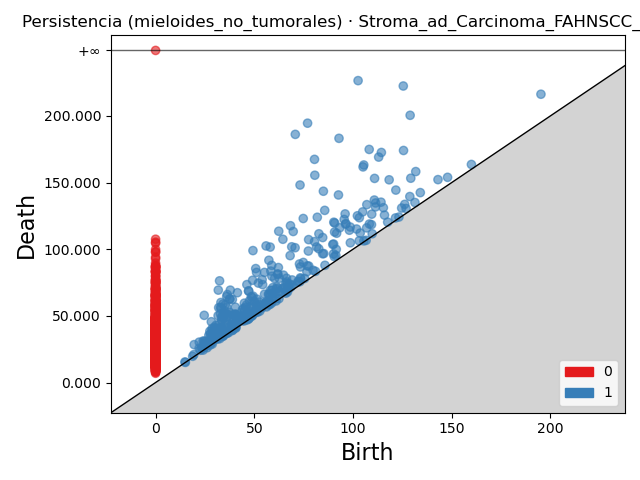 Persistencia (mieloides_no_tumorales) · Stroma_ad_Carcinoma_FAHNSCC_
+∞
200.000
150.000
100.000
50.000
0.000
Death
0
1
0 50 100 150 200
Birth